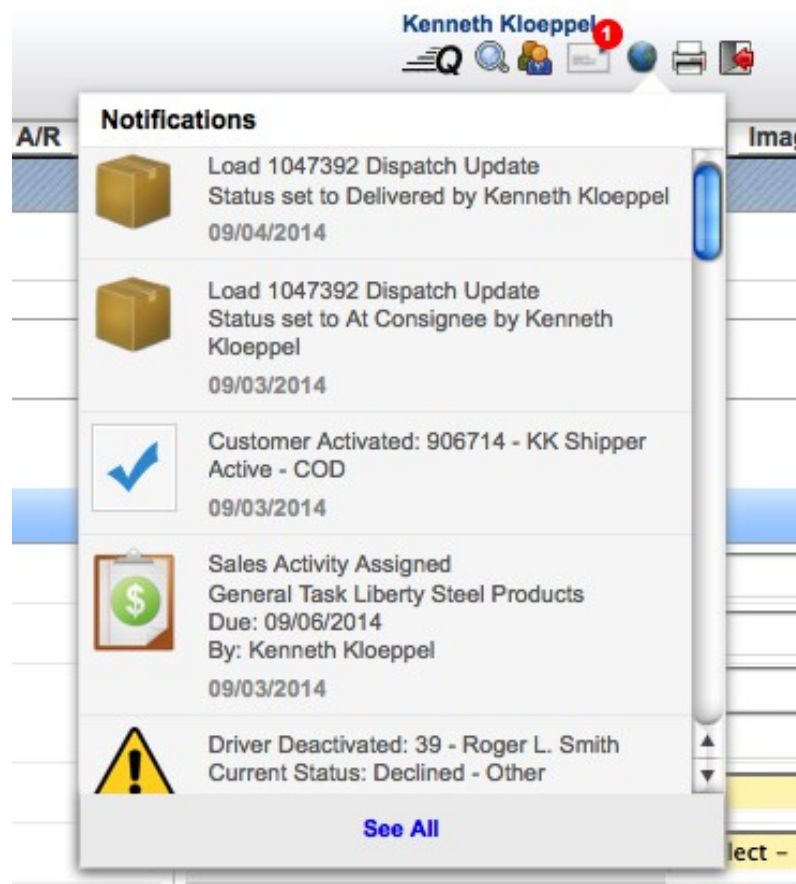 Kenneth Kloeppel
1
Q
Notifications
A/R
Load 1047392 Dispatch Update
Status set to Delivered by Kenneth Kloeppel
09/04/2014
Load 1047392 Dispatch Update
Status set to At Consignee by Kenneth
Kloeppel
09/03/2014
Customer Activated: 906714 - KK Shipper
Active - COD
09/03/2014
$
Sales Activity Assigned
General Task Liberty Steel Products
Due: 09/06/2014
By: Kenneth Kloeppel
09/03/2014
Driver Deactivated: 39 - Roger L. Smith
Current Status: Declined - Other
See All
lect –